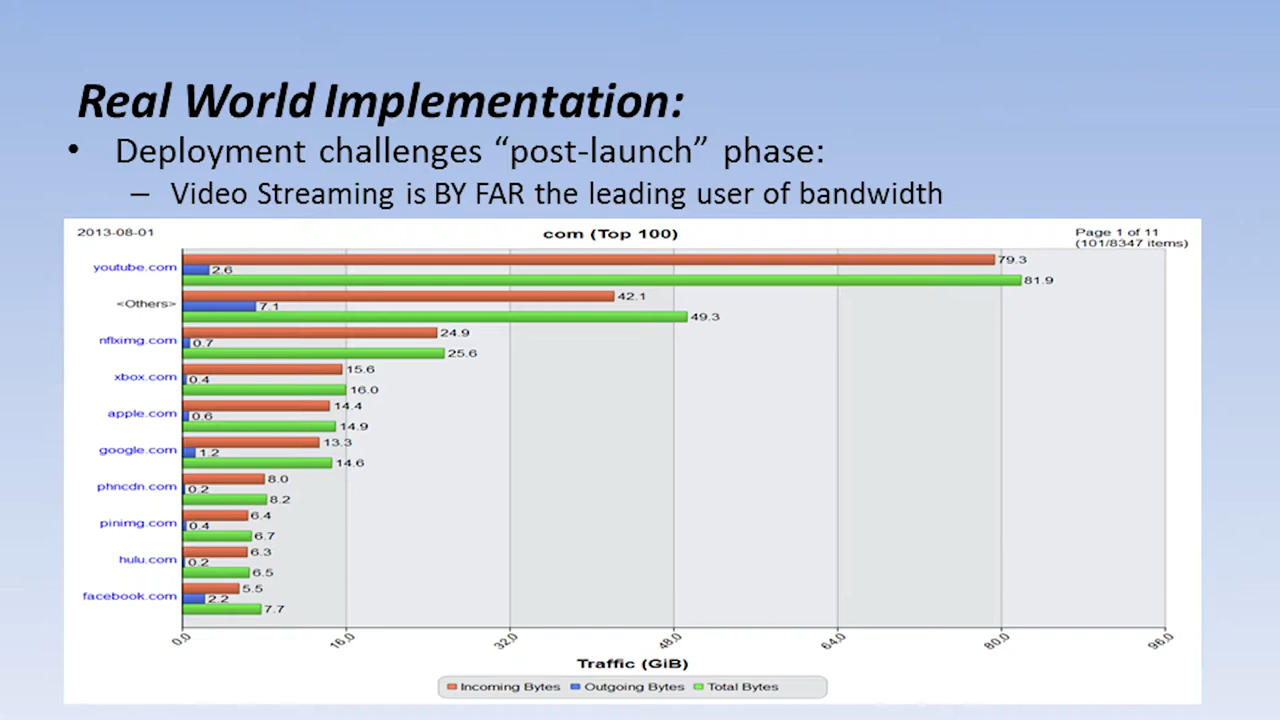 Real World Implementation:
• Deployment challenges “post-launch” phase:
– Video Streaming is BY FAR the leading user of bandwidth
2013-08-01
com (Top 100)
Page 1 of 11
(101/8347 items)
youtube.com
79.3
2.6
81.9
<Others>
42.1
7.1
49.3
nflximg.com
24.9
0.7
25.6
xbox.com
15.6
0.4
16.0
apple.com
14.4
0.6
14.9
google.com
13.3
1.2
14.6
phncdn.com
8.0
0.2
8.2
pinimg.com
6.4
0.4
6.7
hulu.com
6.3
0.2
6.5
facebook.com
5.5
2.2
7.7
0.0 16.0 32.0 48.0 64.0 80.0 96.0
Traffic (GiB)
Incoming Bytes Outgoing Bytes Total Bytes